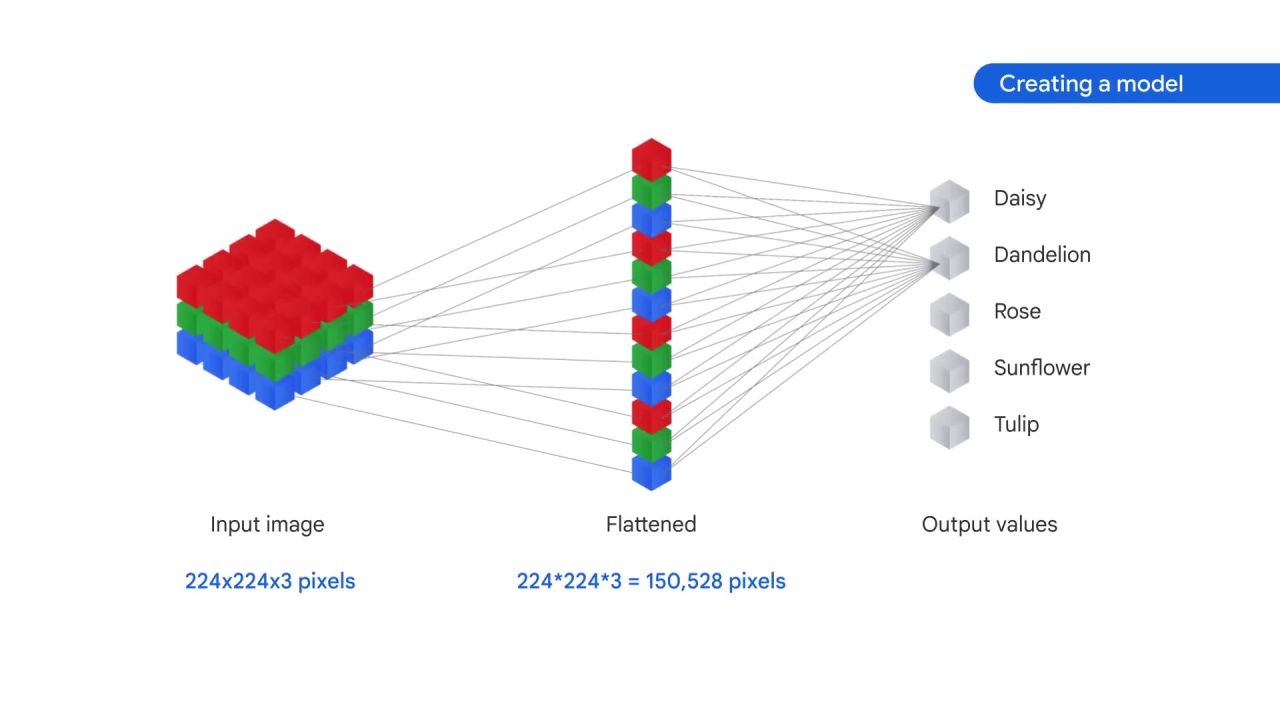 Creating a model
Daisy
Dandelion
Rose
Sunflower
Tulip
Input image
Flattened
Output values
224x224x3 pixels
224*224*3 = 150,528 pixels